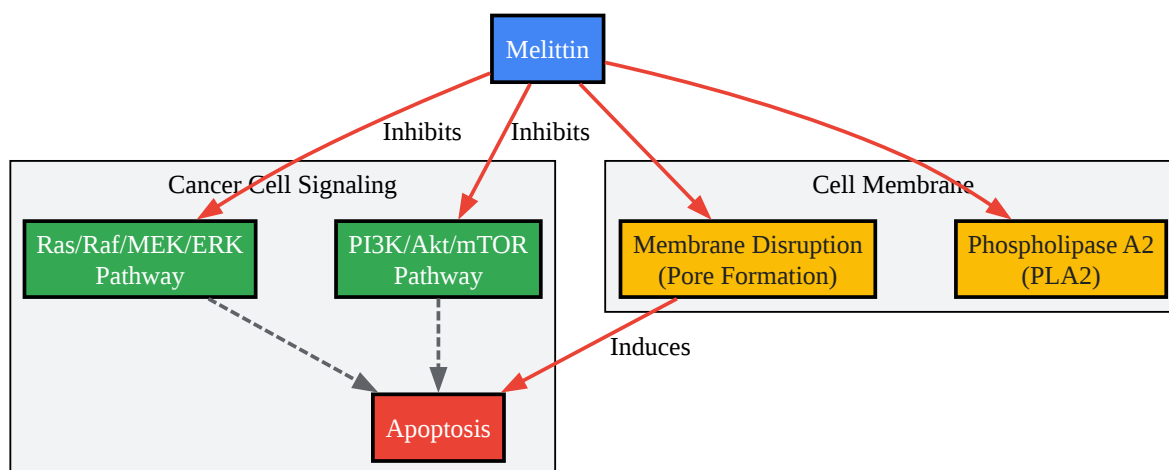 Melittin
Inhibits
Inhibits
Cancer Cell Signaling
Cell Membrane
Ras/Raf/MEK/ERK
Pathway
PI3K/Akt/mTOR
Pathway
Membrane Disruption
(Pore Formation)
Phospholipase A2
(PLA2)
Induces
Apoptosis